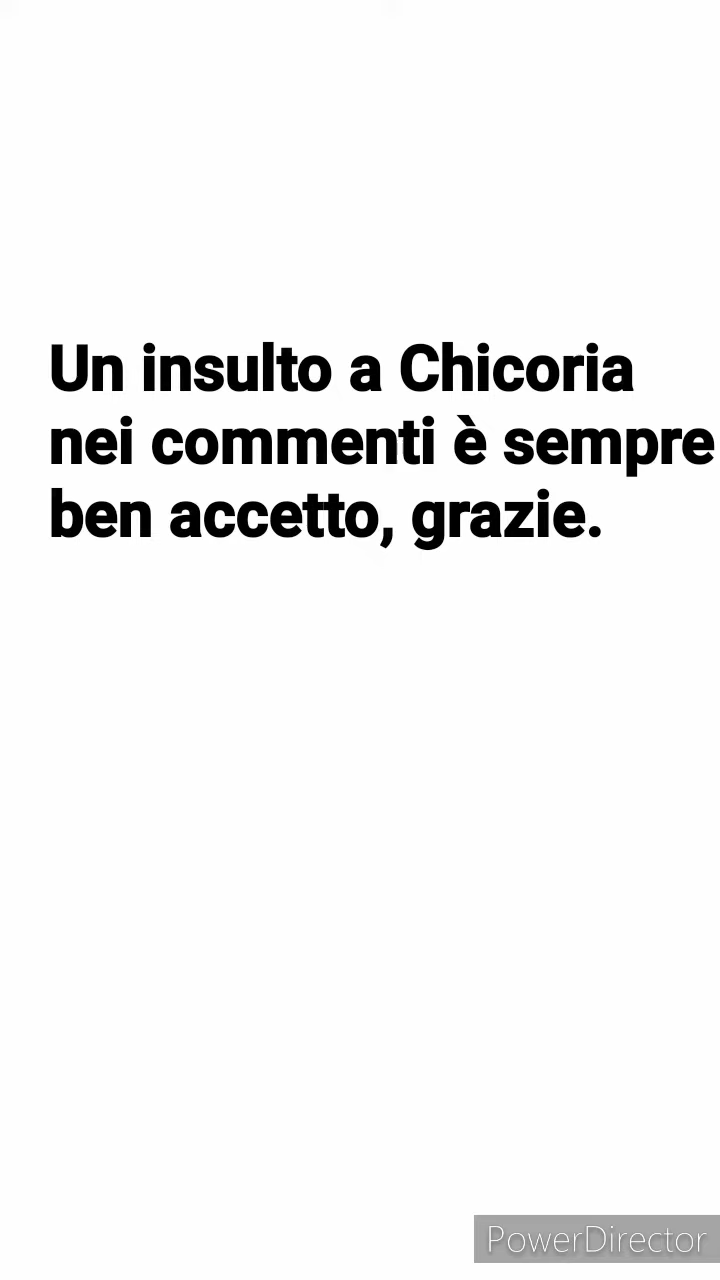 Un insulto a Chicoria
nei commenti è sempre
ben accetto, grazie.
PowerDirector